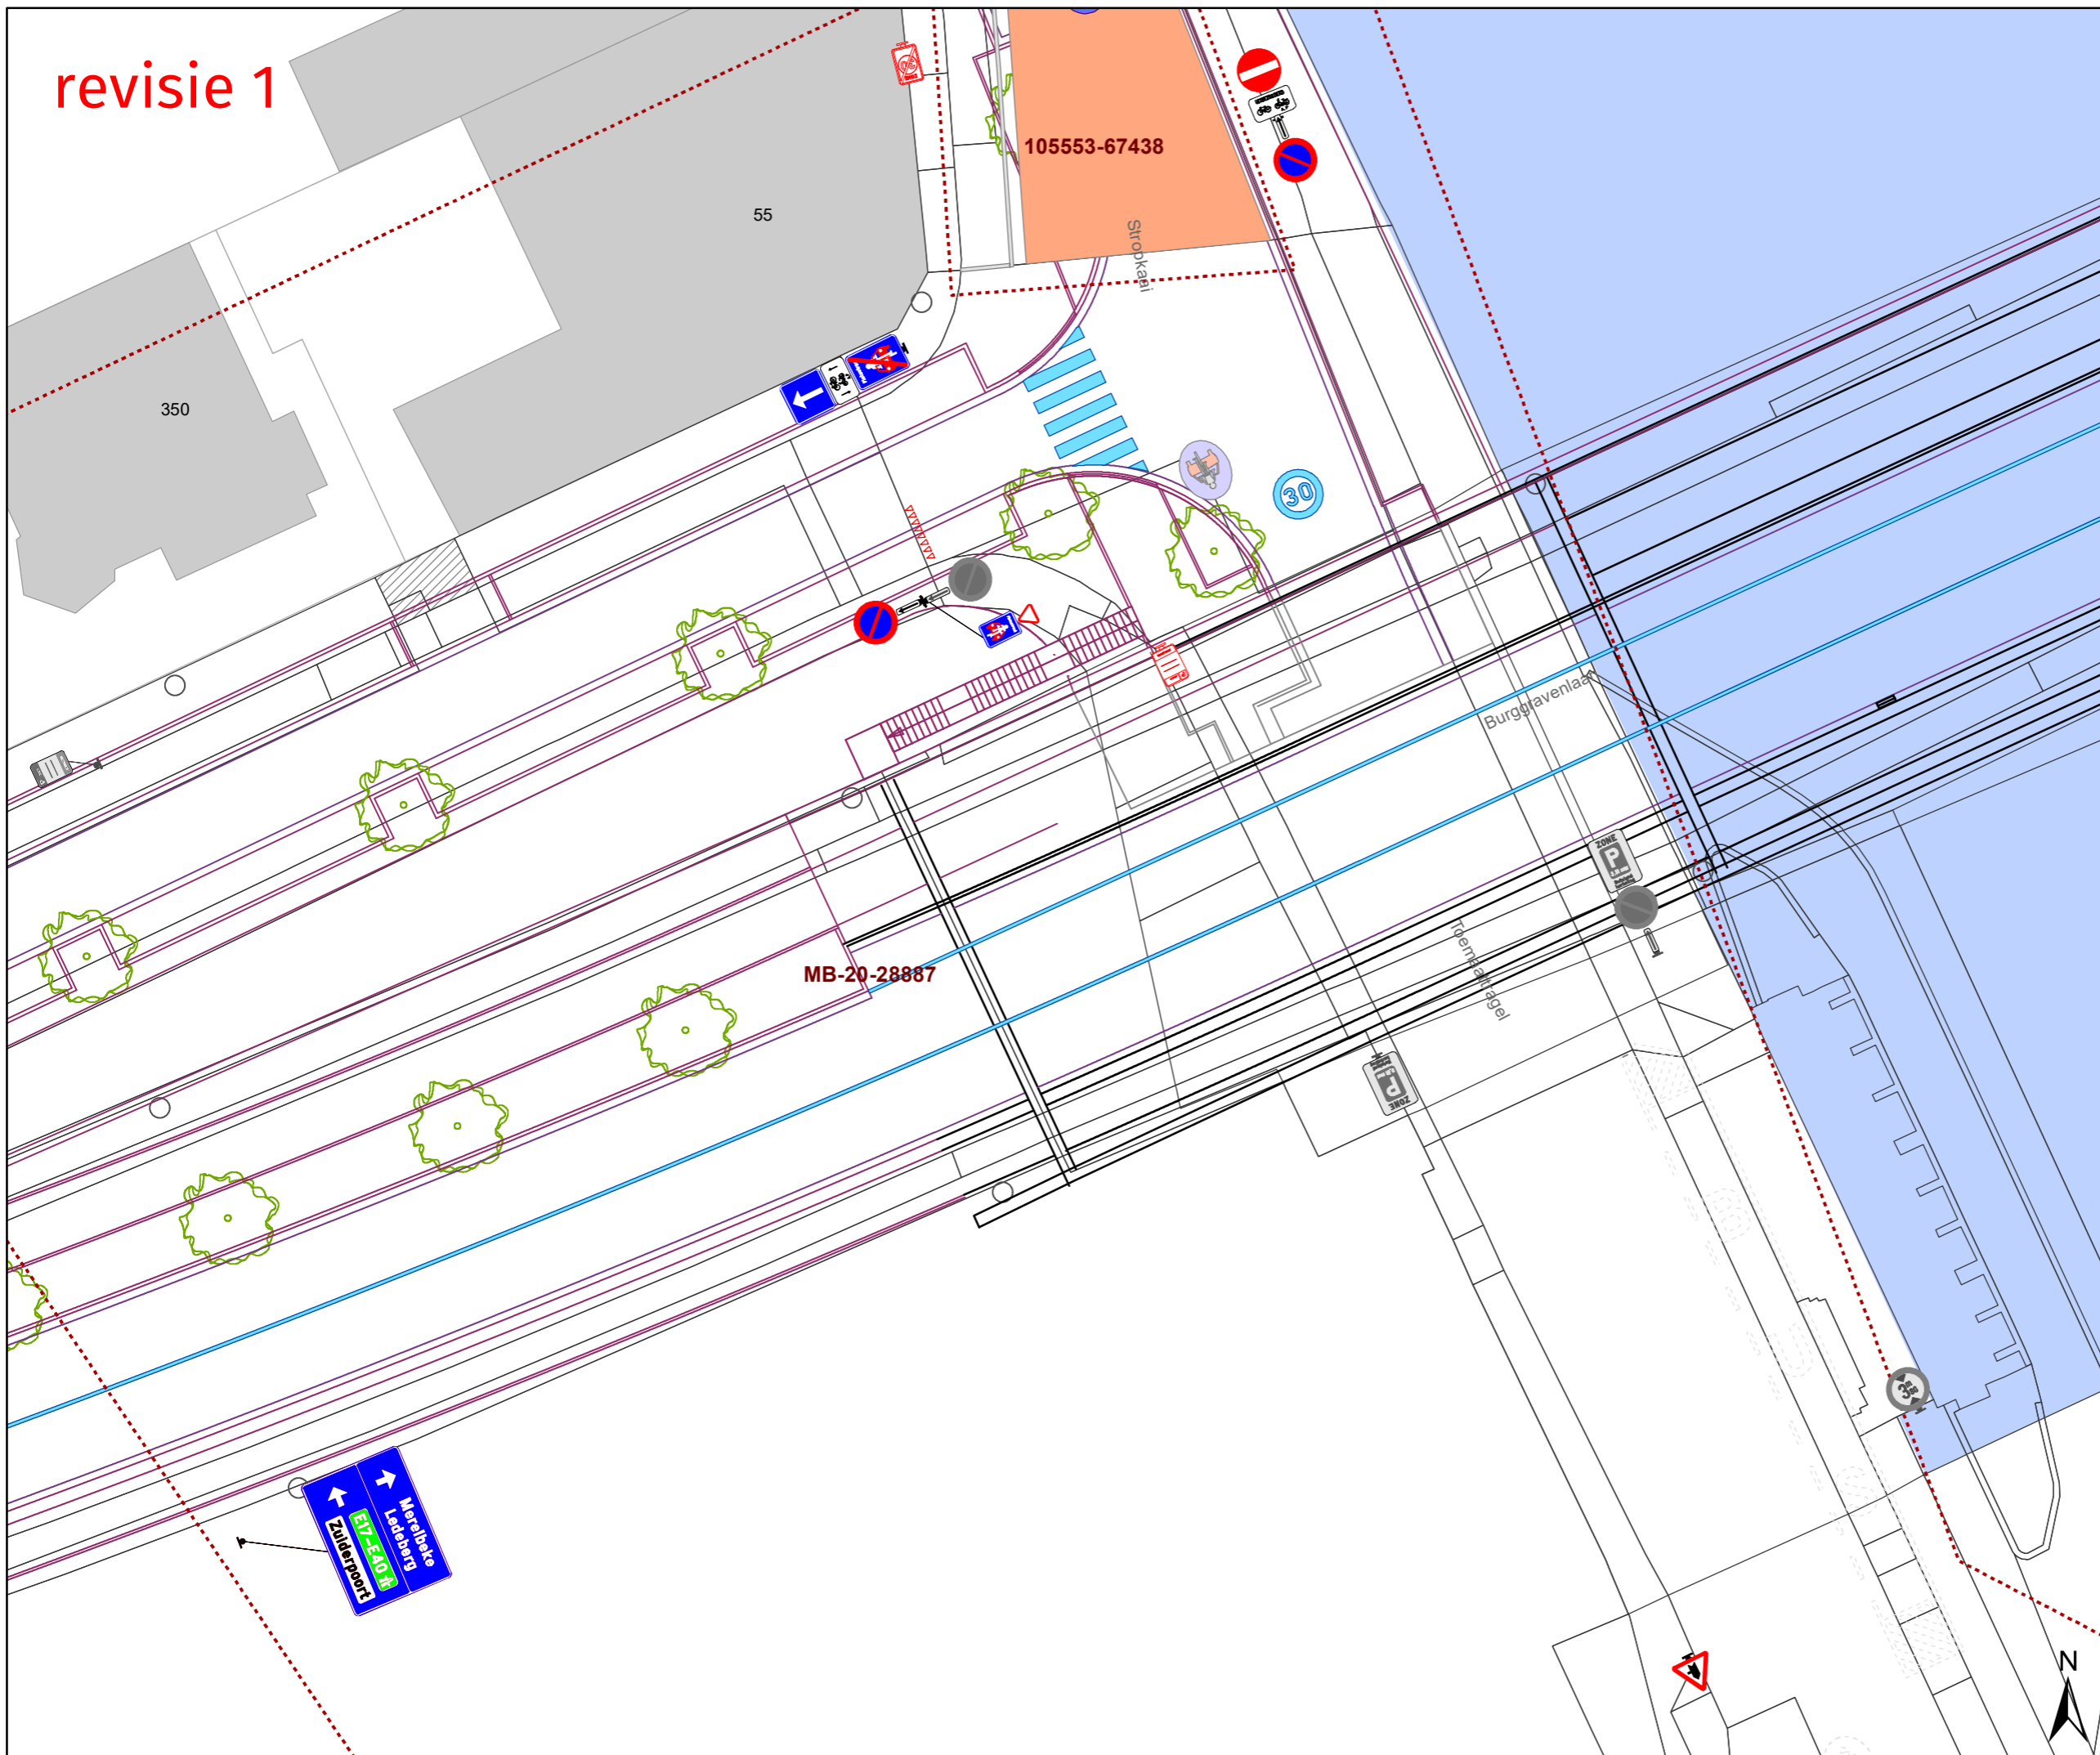 revisie 1
105553-67438
55
Stropkaai
350
30
Burggravenlaan
ZONE
P
MB-20-28887
Toemaattragel
P
ZONE
Merelbeke
Ledeberg
E17-E40
Zuiderpoort
N